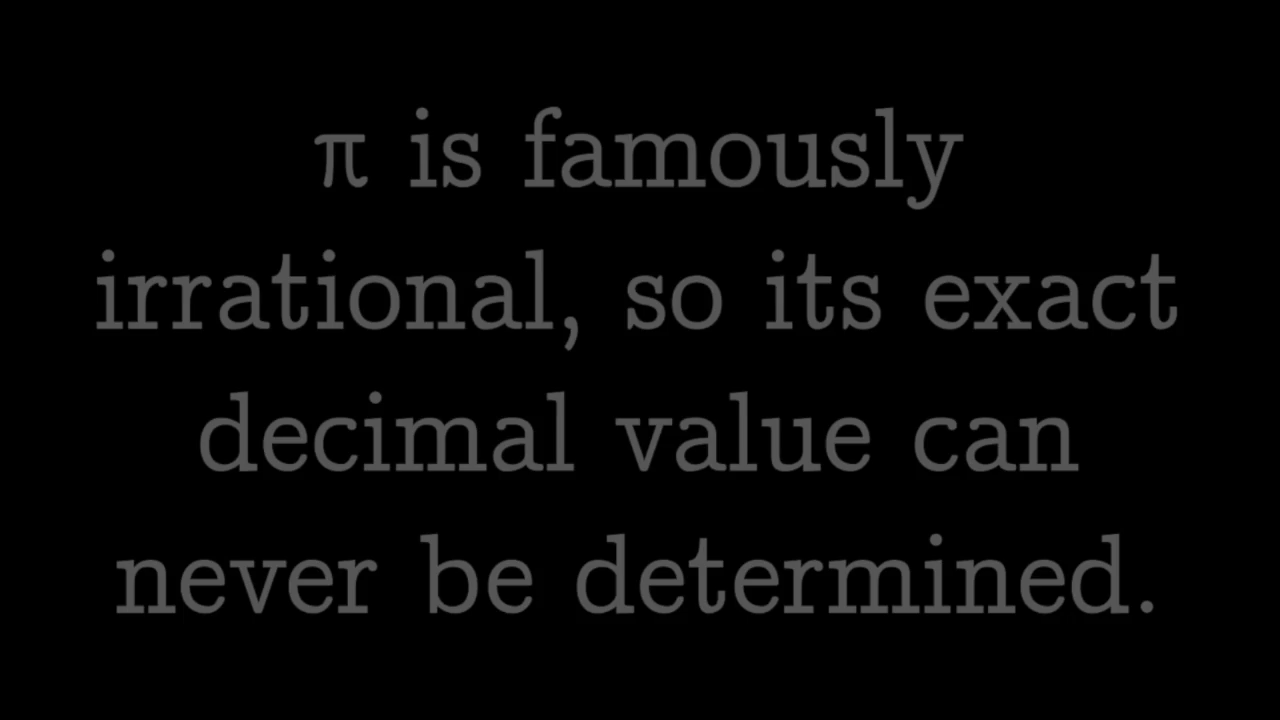 π is famously
irrational, so its exact
decimal value can
never be determined.